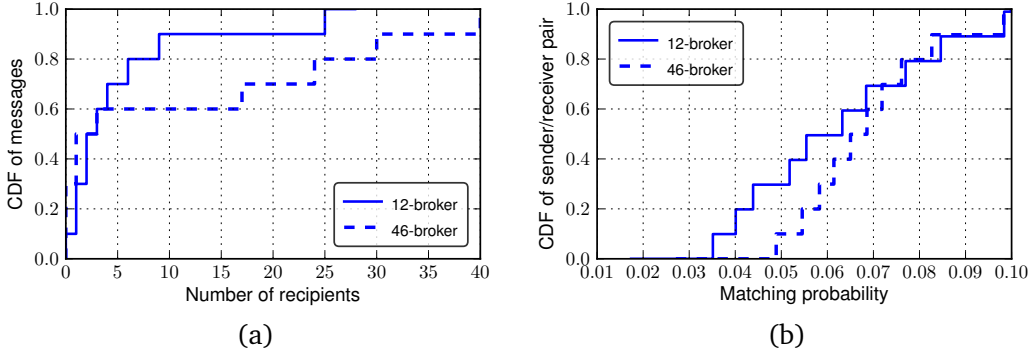 CDF of messages
1.0
0.8
0.6
0.4
0.2
0.0
0 5 10 15 20 25 30 35 40
Number of recipients
12-broker
46-broker
(a)
CDF of sender/receiver pair
1.0
0.8
0.6
0.4
0.2
0.0
0.01 0.02 0.03 0.04 0.05 0.06 0.07 0.08 0.09 0.10
Matching probability
12-broker
46-broker
(b)